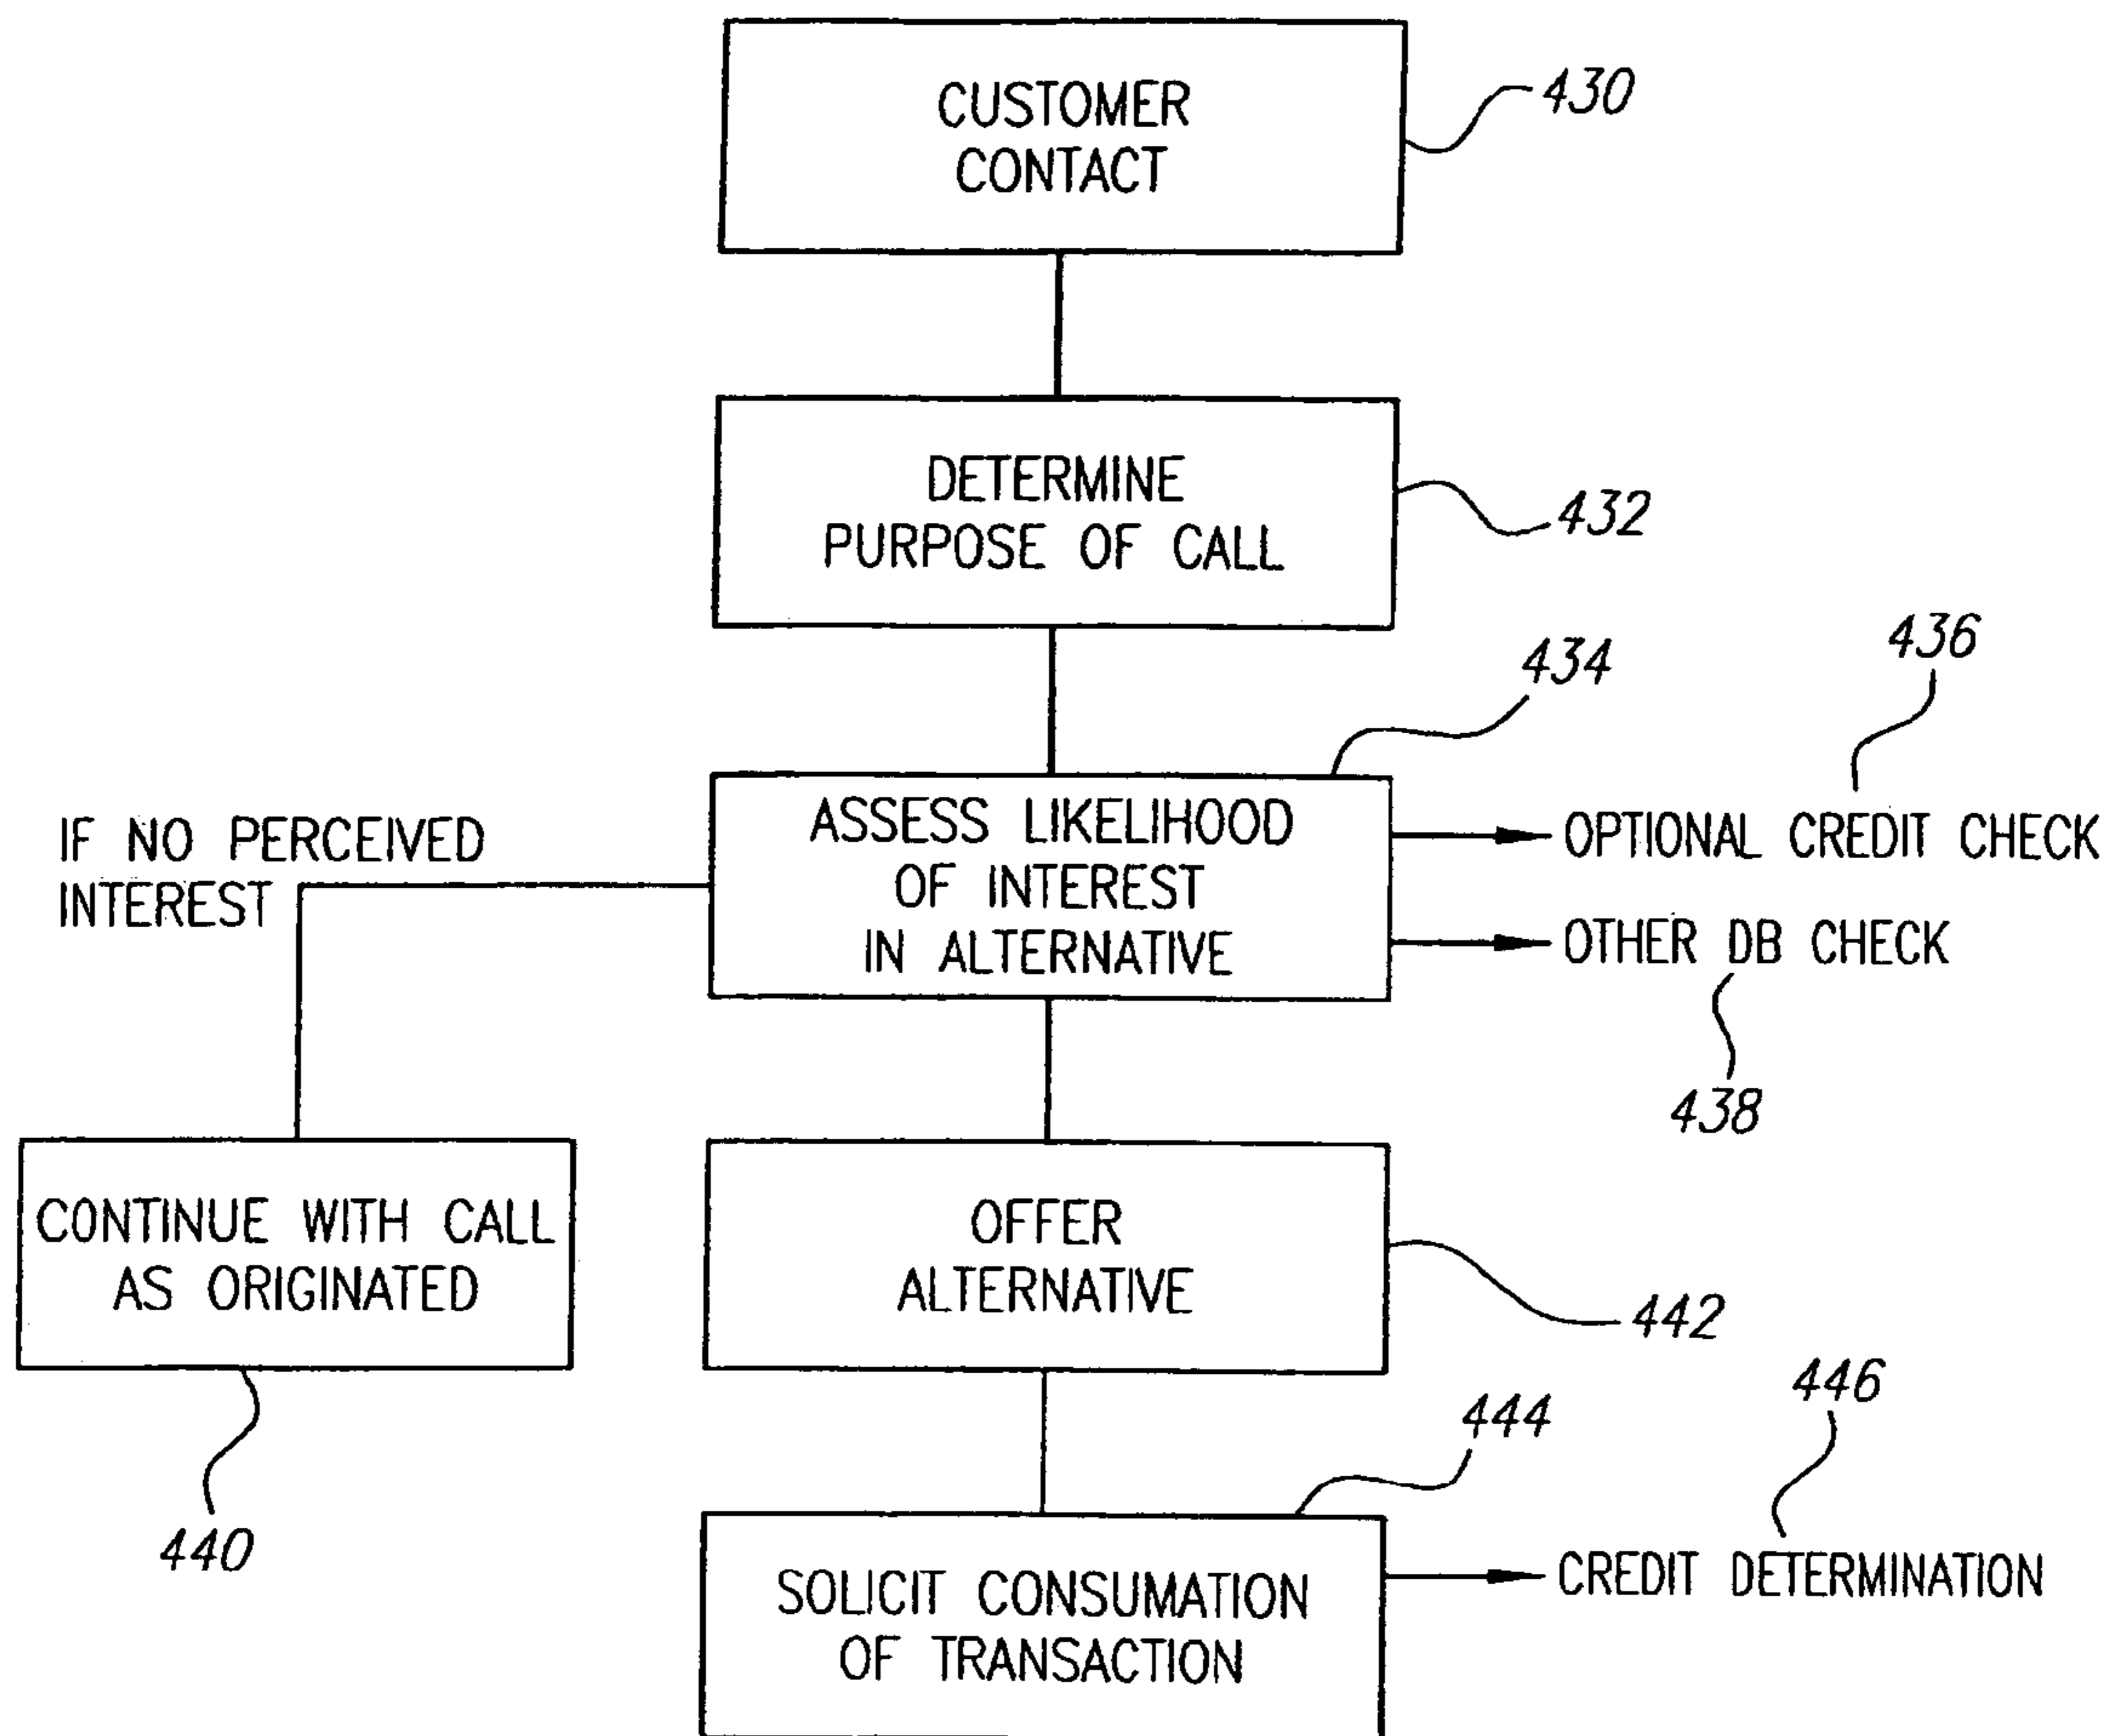 CUSTOMER
CONTACT
430
DETERMINE
PURPOSE OF CALL
432
434
436
IF NO PERCEIVED
INTEREST
ASSESS LIKELIHOOD
OF INTEREST
IN ALTERNATIVE
OPTIONAL CREDIT CHECK
OTHER DB CHECK
438
CONTINUE WITH CALL
AS ORIGINATED
440
OFFER
ALTERNATIVE
442
444
446
SOLICIT CONSUMATION
OF TRANSACTION
CREDIT DETERMINATION